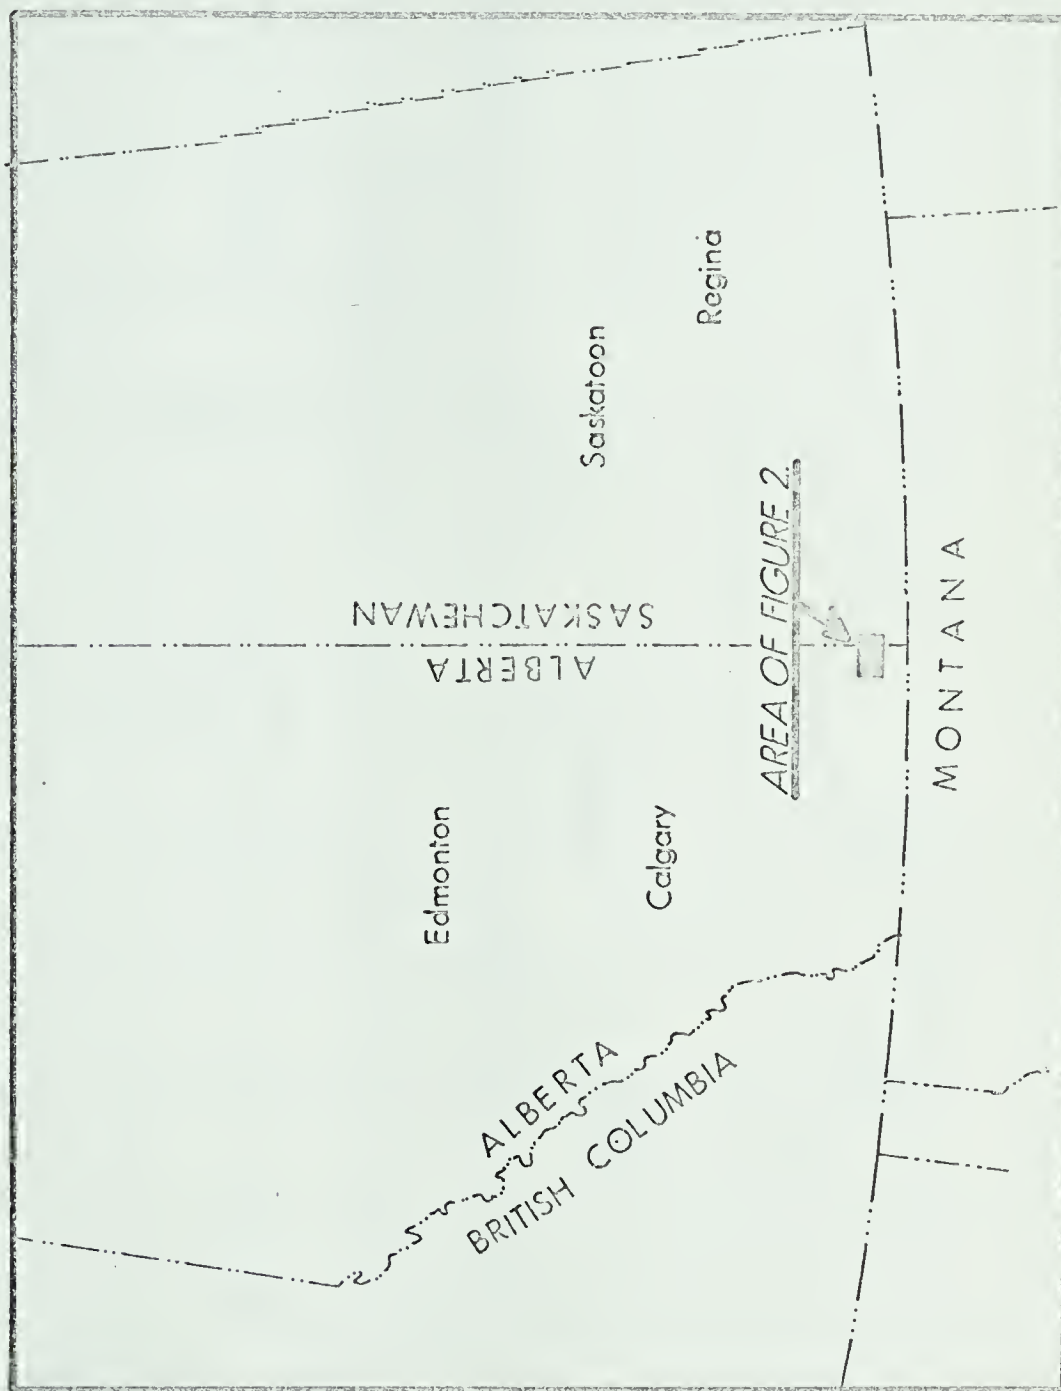 Edmonton
Saskatoon
Calgary
Regina
ALBERTA
SASKATCHEWAN
ALBERTA
BRITISH COLUMBIA
AREA OF FIGURE 2.
MONTANA